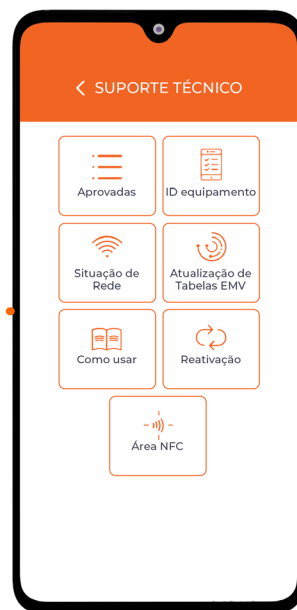 SUPORTE TÉCNICO
Aprovadas
ID equipamento
Situação de
Rede
Atualização de
Tabelas EMV
Como usar
Reativação
Área NFC